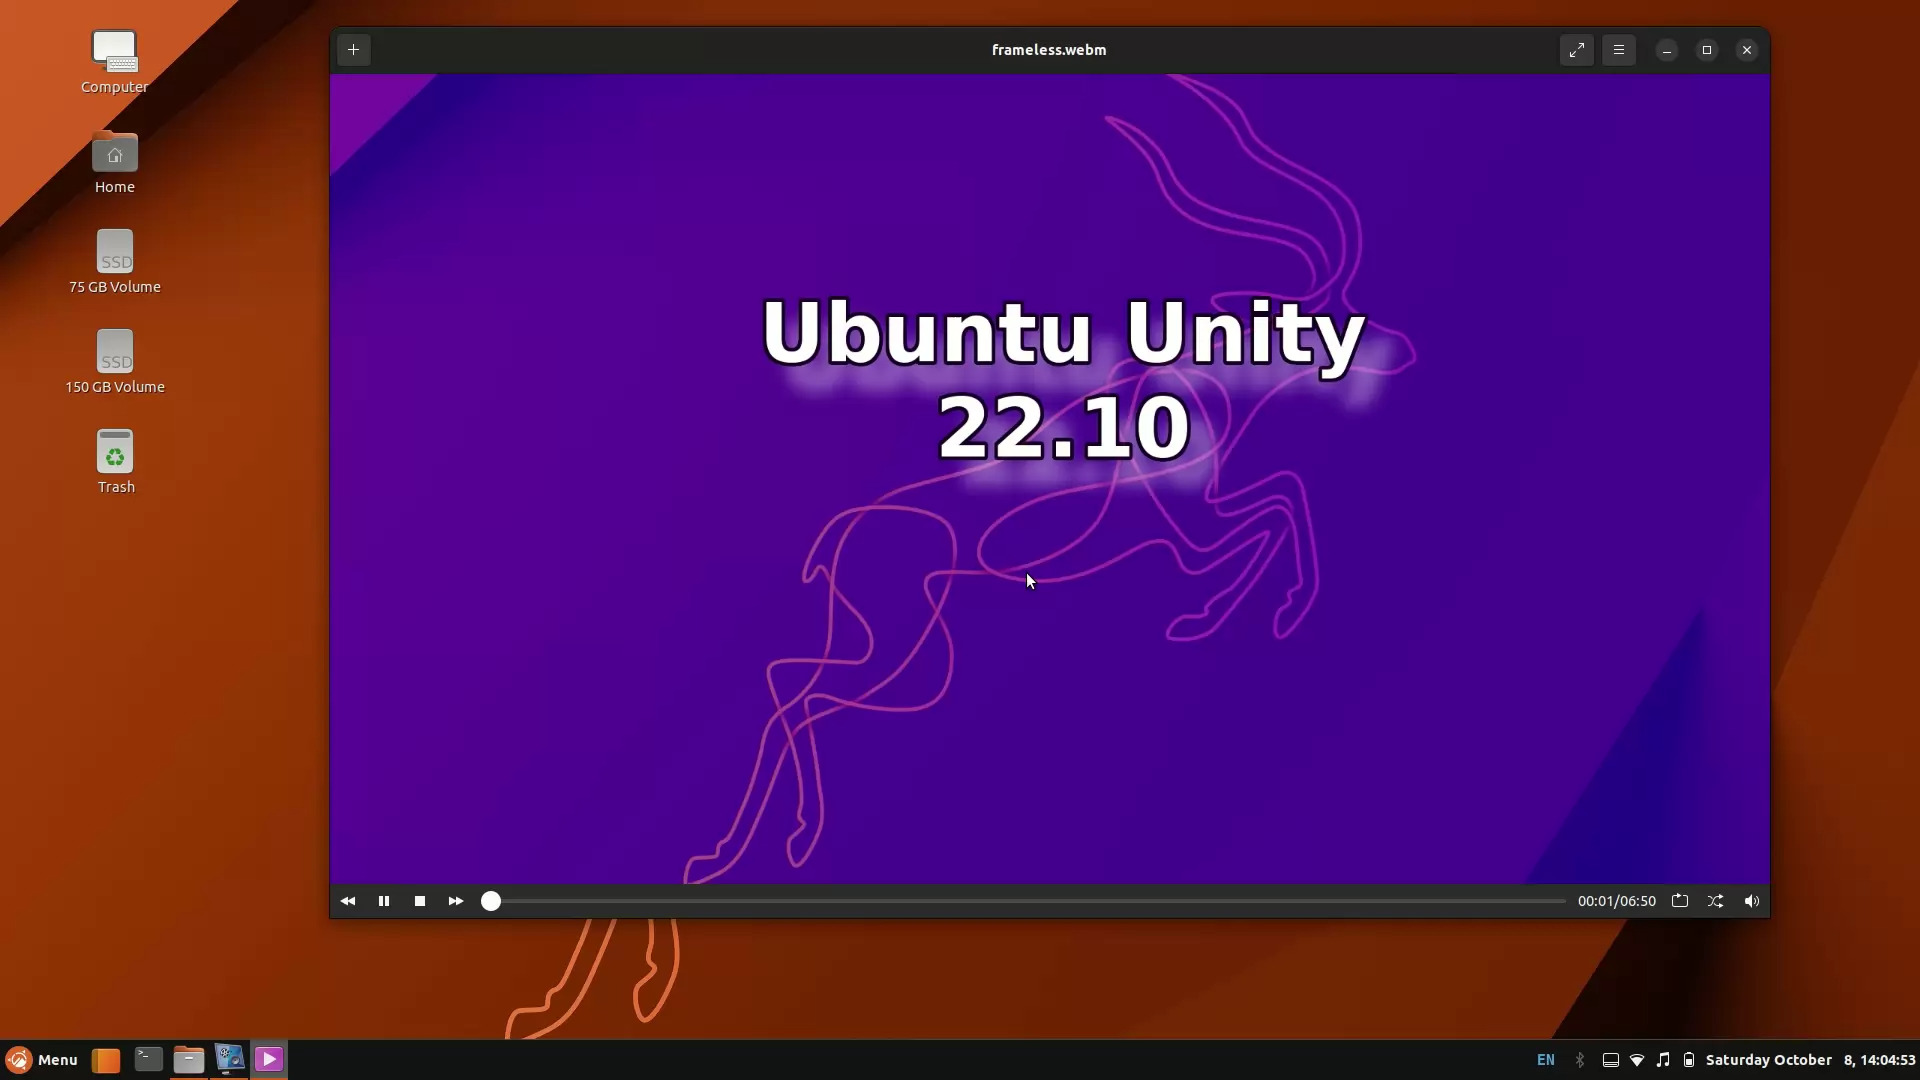 Computer
Home
SSD
75 GB Volume
SSD
150 GB Volume
Trash
frameless.webm
Ubuntu Unity
22.10
00:01/06:50
Menu
EN
Saturday October 8, 14:04:53